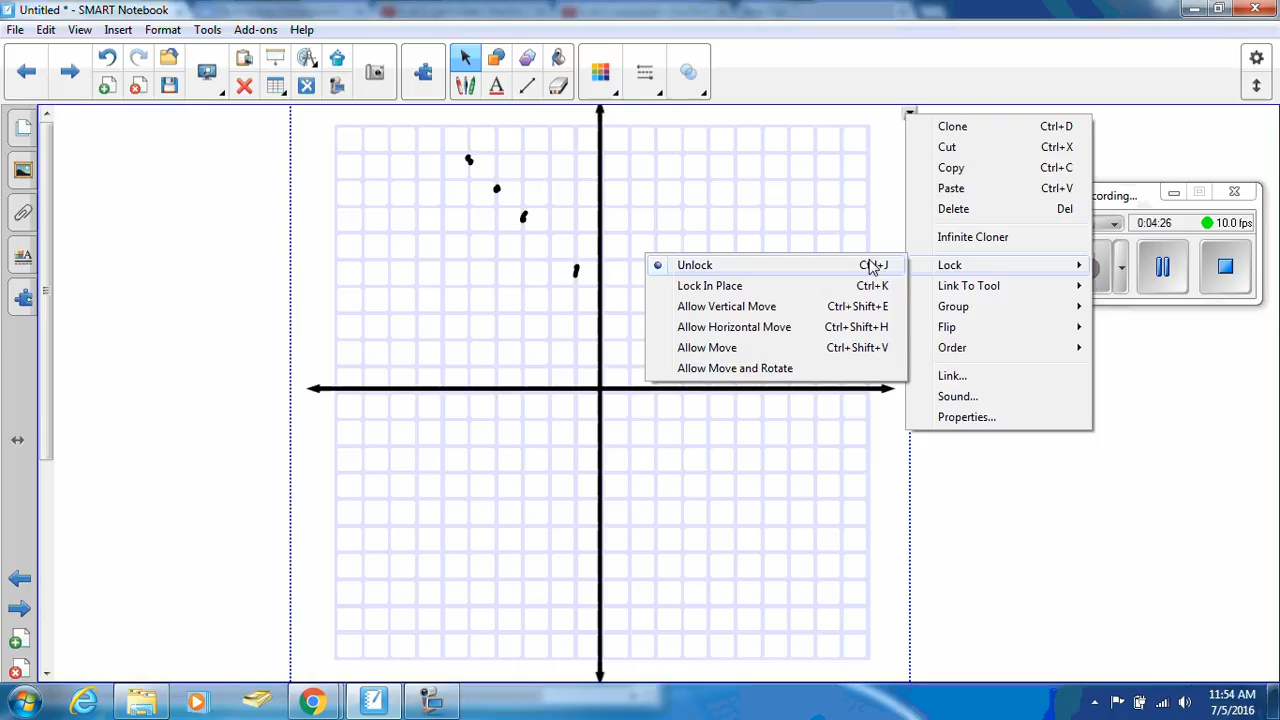 Untitled * - SMART Notebook
File Edit View Insert Format Tools Add-ons Help
Clone Ctrl+D
Cut Ctrl+X
Copy Ctrl+C
Paste Ctrl+V
Delete Del
Infinite Cloner
Lock
Link To Tool
Group
Flip
Order
Link...
Sound...
Properties...
Unlock Ctrl+J
Lock In Place Ctrl+K
Allow Vertical Move Ctrl+Shift+E
Allow Horizontal Move Ctrl+Shift+H
Allow Move Ctrl+Shift+V
Allow Move and Rotate
cording...
0:04:26 10.0 fps
11:54 AM
7/5/2016